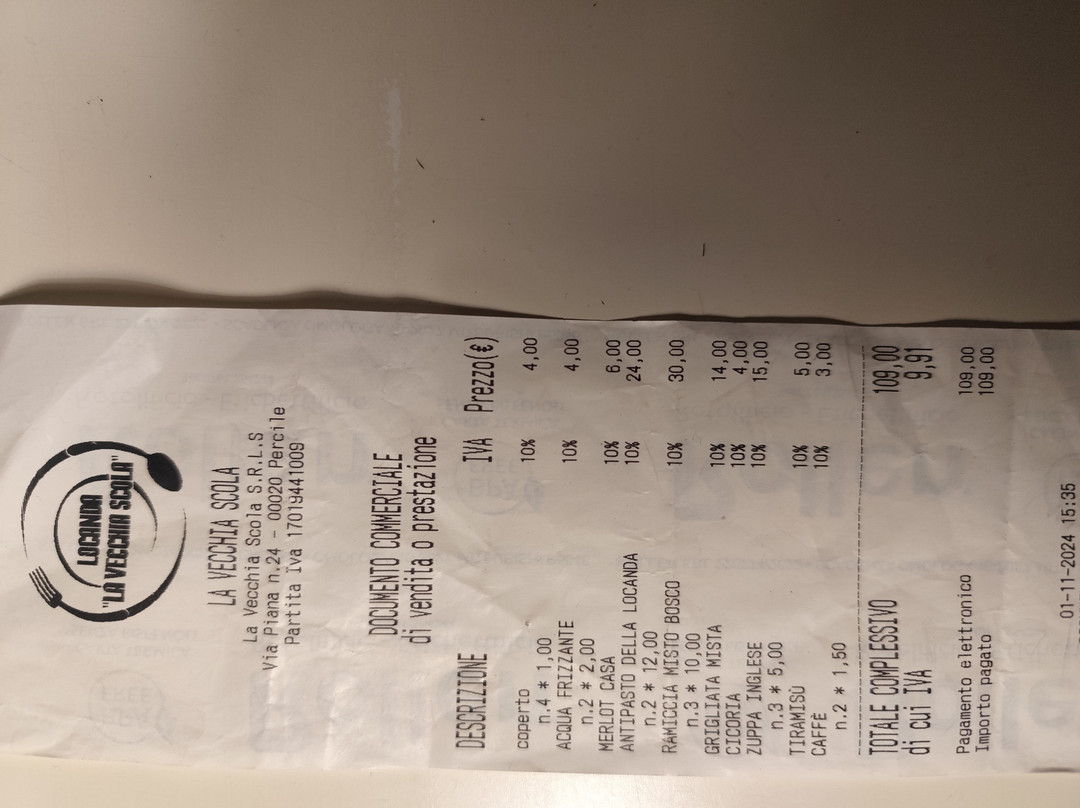 LOCANDA
"LA VECCHIA SCOLA"
LA VECCHIA SCOLA
La Vecchia Scola S.R.L.S
Via Piana n.24 - 00020 Percile
Partita Iva 17019441009
DOCUMENTO COMMERCIALE
di vendita o prestazione
DESCRIZIONE IVA Prezzo(€)
coperto 10% 4,00
n.4 * 1,00
ACQUA FRIZZANTE 10% 4,00
n.2 * 2,00
MERLOT CASA 10% 6,00
ANTIPASTO DELLA LOCANDA 10% 24,00
n.2 * 12,00
RAMICCIA MISTO BOSCO 10% 30,00
n.3 * 10,00
GRIGLIATA MISTA 10% 14,00
CICORIA 10% 4,00
ZUPPA INGLESE 10% 15,00
n.3 * 5,00
TIRAMISÙ 10% 5,00
CAFFÈ 10% 3,00
n.2 * 1,50
TOTALE COMPLESSIVO 109,00
di cui IVA 9,91
Pagamento elettronico 109,00
Importo pagato 109,00
01-11-2024 15:35